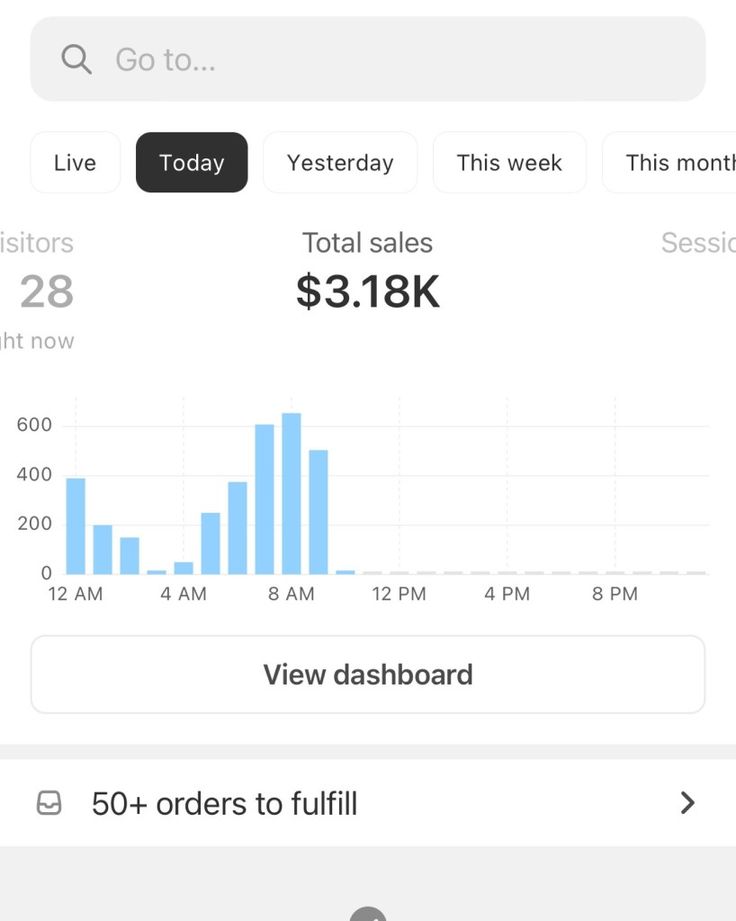 Go to...
Live Today Yesterday This week This month
isitors Total sales Sessio
28 $3.18K
ght now
600
400
200
0
12 AM 4 AM 8 AM 12 PM 4 PM 8 PM
View dashboard
50+ orders to fulfill